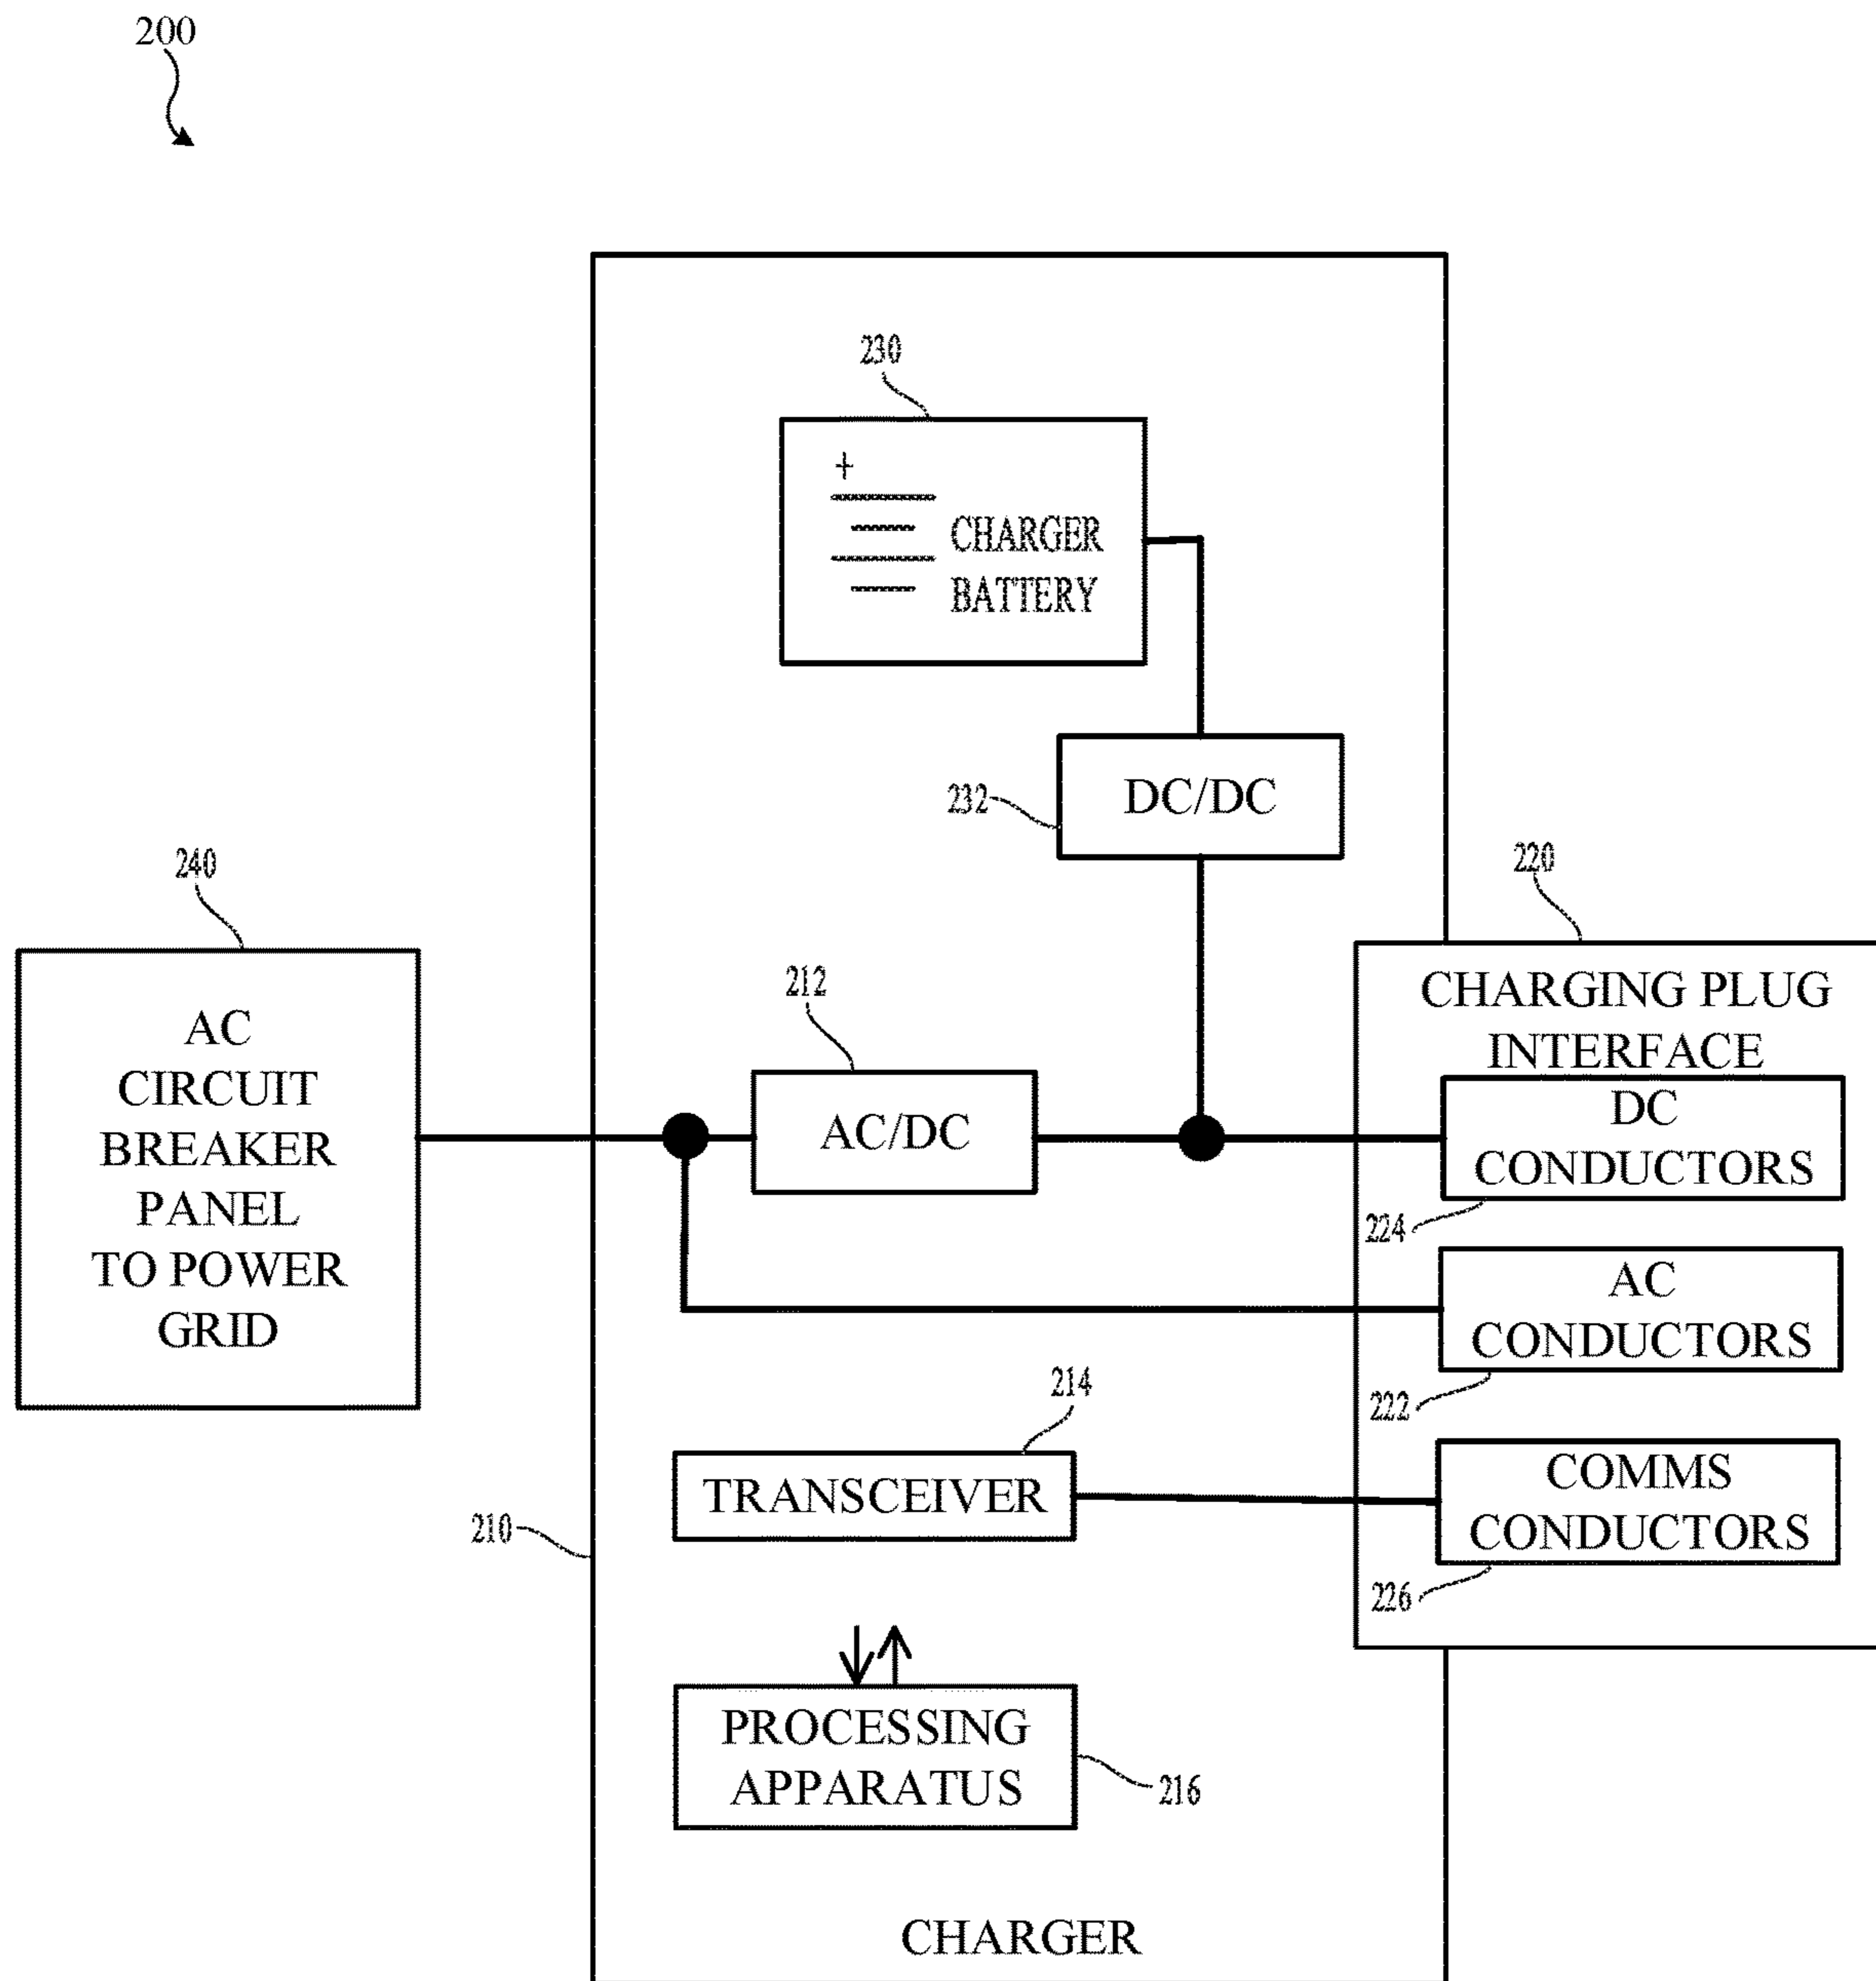 200
230
+
CHARGER
BATTERY
232
DC/DC
240
AC
CIRCUIT
BREAKER
PANEL
TO POWER
GRID
212
AC/DC
220
CHARGING PLUG
INTERFACE
DC
CONDUCTORS
224
AC
CONDUCTORS
222
214
TRANSCEIVER
COMMS
CONDUCTORS
226
210
PROCESSING
APPARATUS
216
CHARGER